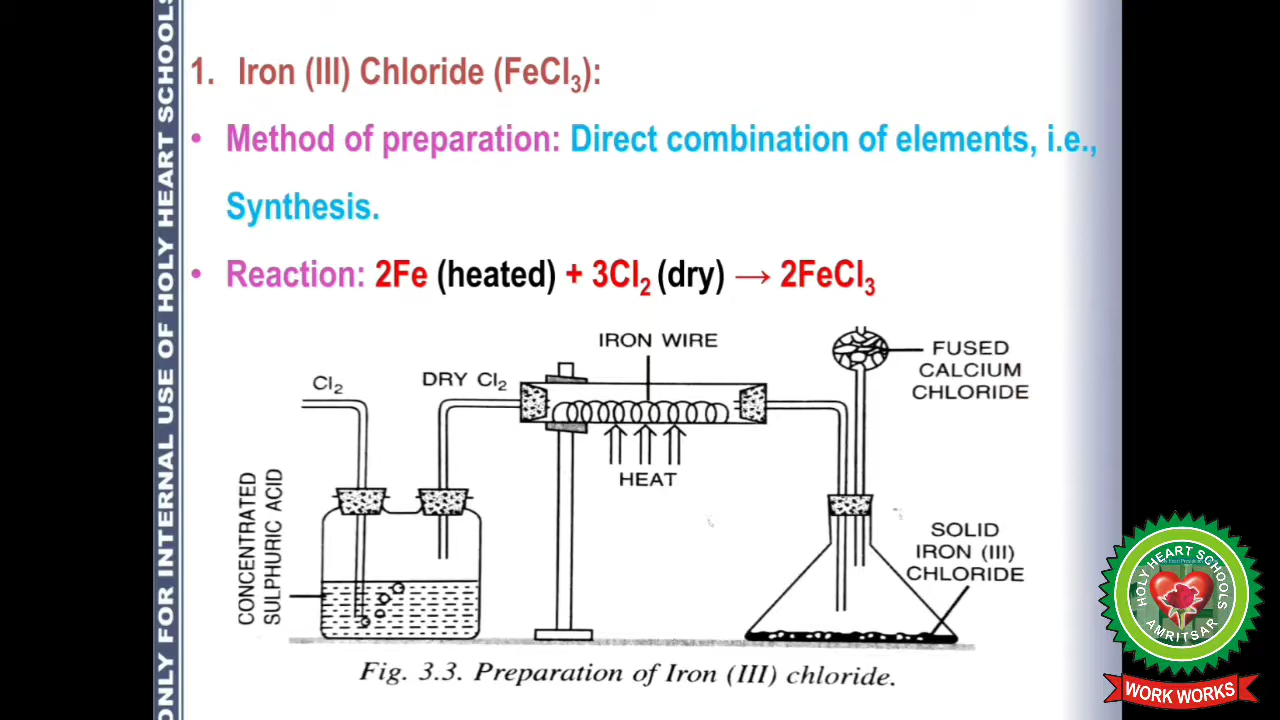 ONLY FOR INTERNAL USE OF HOLY HEART SCHOOLS
1. Iron (III) Chloride (FeCl₃):
• Method of preparation: Direct combination of elements, i.e.,
Synthesis.
• Reaction: 2Fe (heated) + 3Cl₂ (dry) → 2FeCl₃
IRON WIRE
FUSED
CALCIUM
CHLORIDE
Cl₂
DRY Cl₂
HEAT
CONCENTRATED
SULPHURIC ACID
SOLID
IRON (III)
CHLORIDE
Fig. 3.3. Preparation of Iron (III) chloride.
HOLY HEART SCHOOLS
AMRITSAR
WORK WORKS